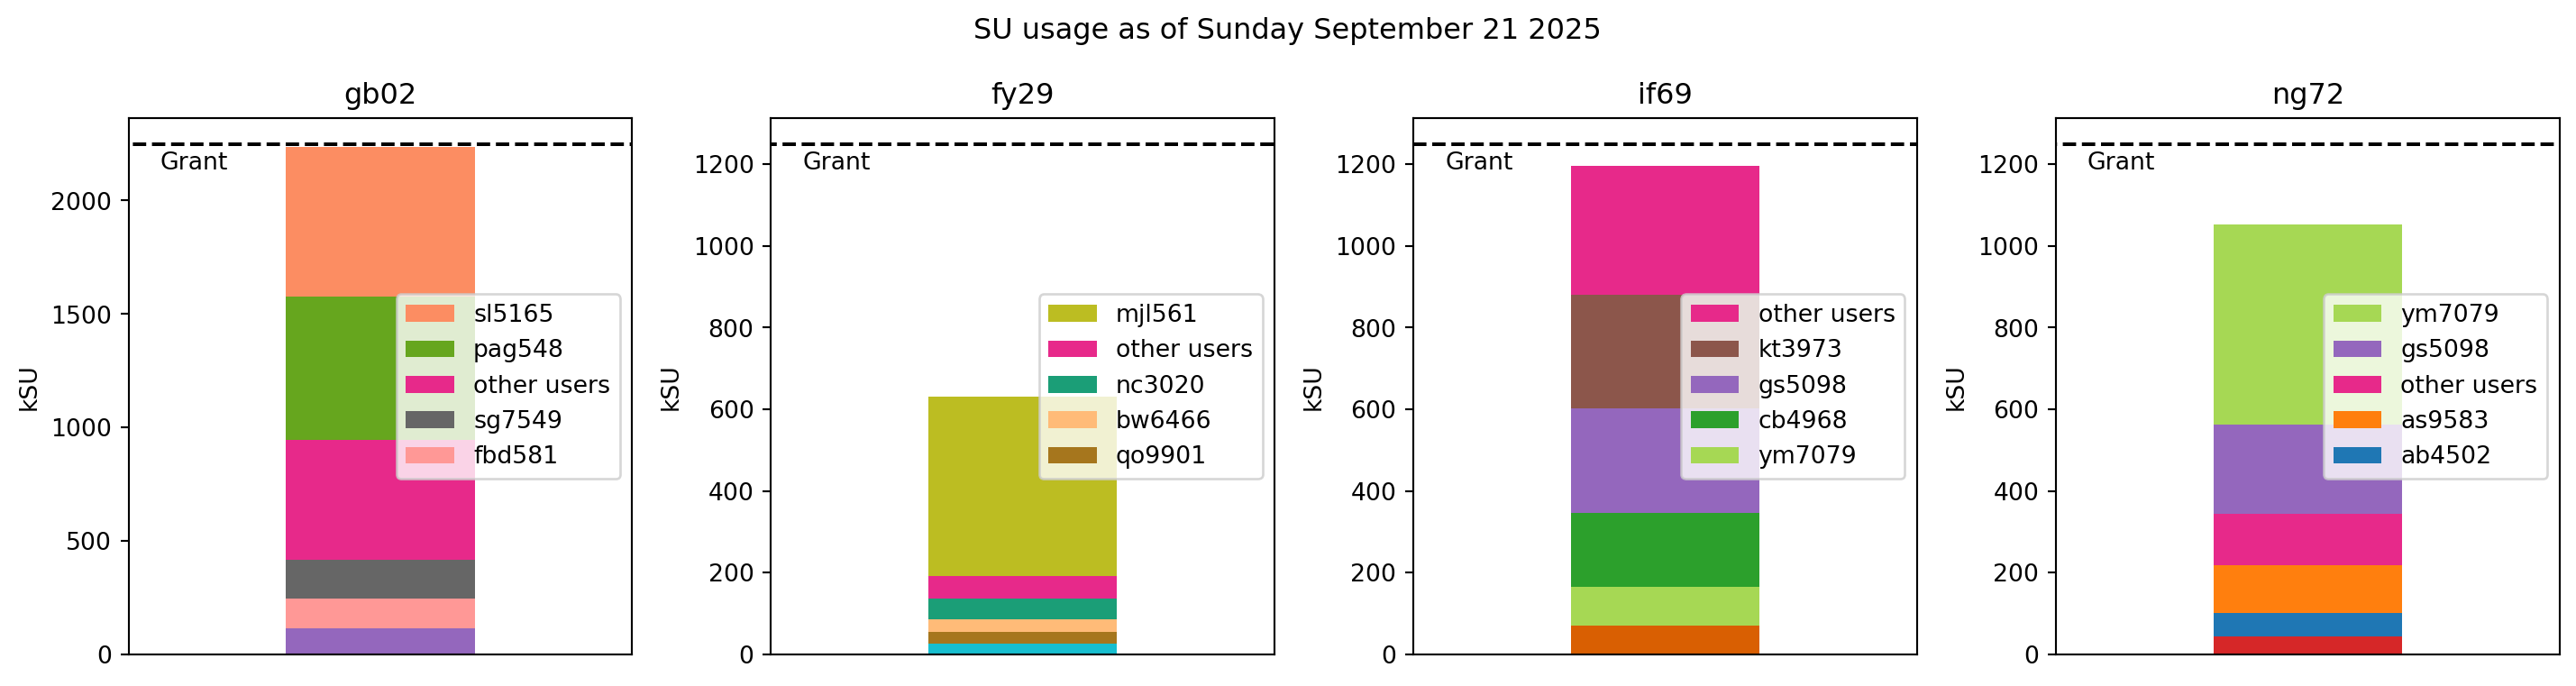 SU usage as of Sunday September 21 2025
gb02
kSU
2000
1500
1000
500
0
Grant
sl5165
pag548
other users
sg7549
fbd581
fy29
kSU
1200
1000
800
600
400
200
0
Grant
mjl561
other users
nc3020
bw6466
qo9901
if69
kSU
1200
1000
800
600
400
200
0
Grant
other users
kt3973
gs5098
cb4968
ym7079
ng72
kSU
1200
1000
800
600
400
200
0
Grant
ym7079
gs5098
other users
as9583
ab4502